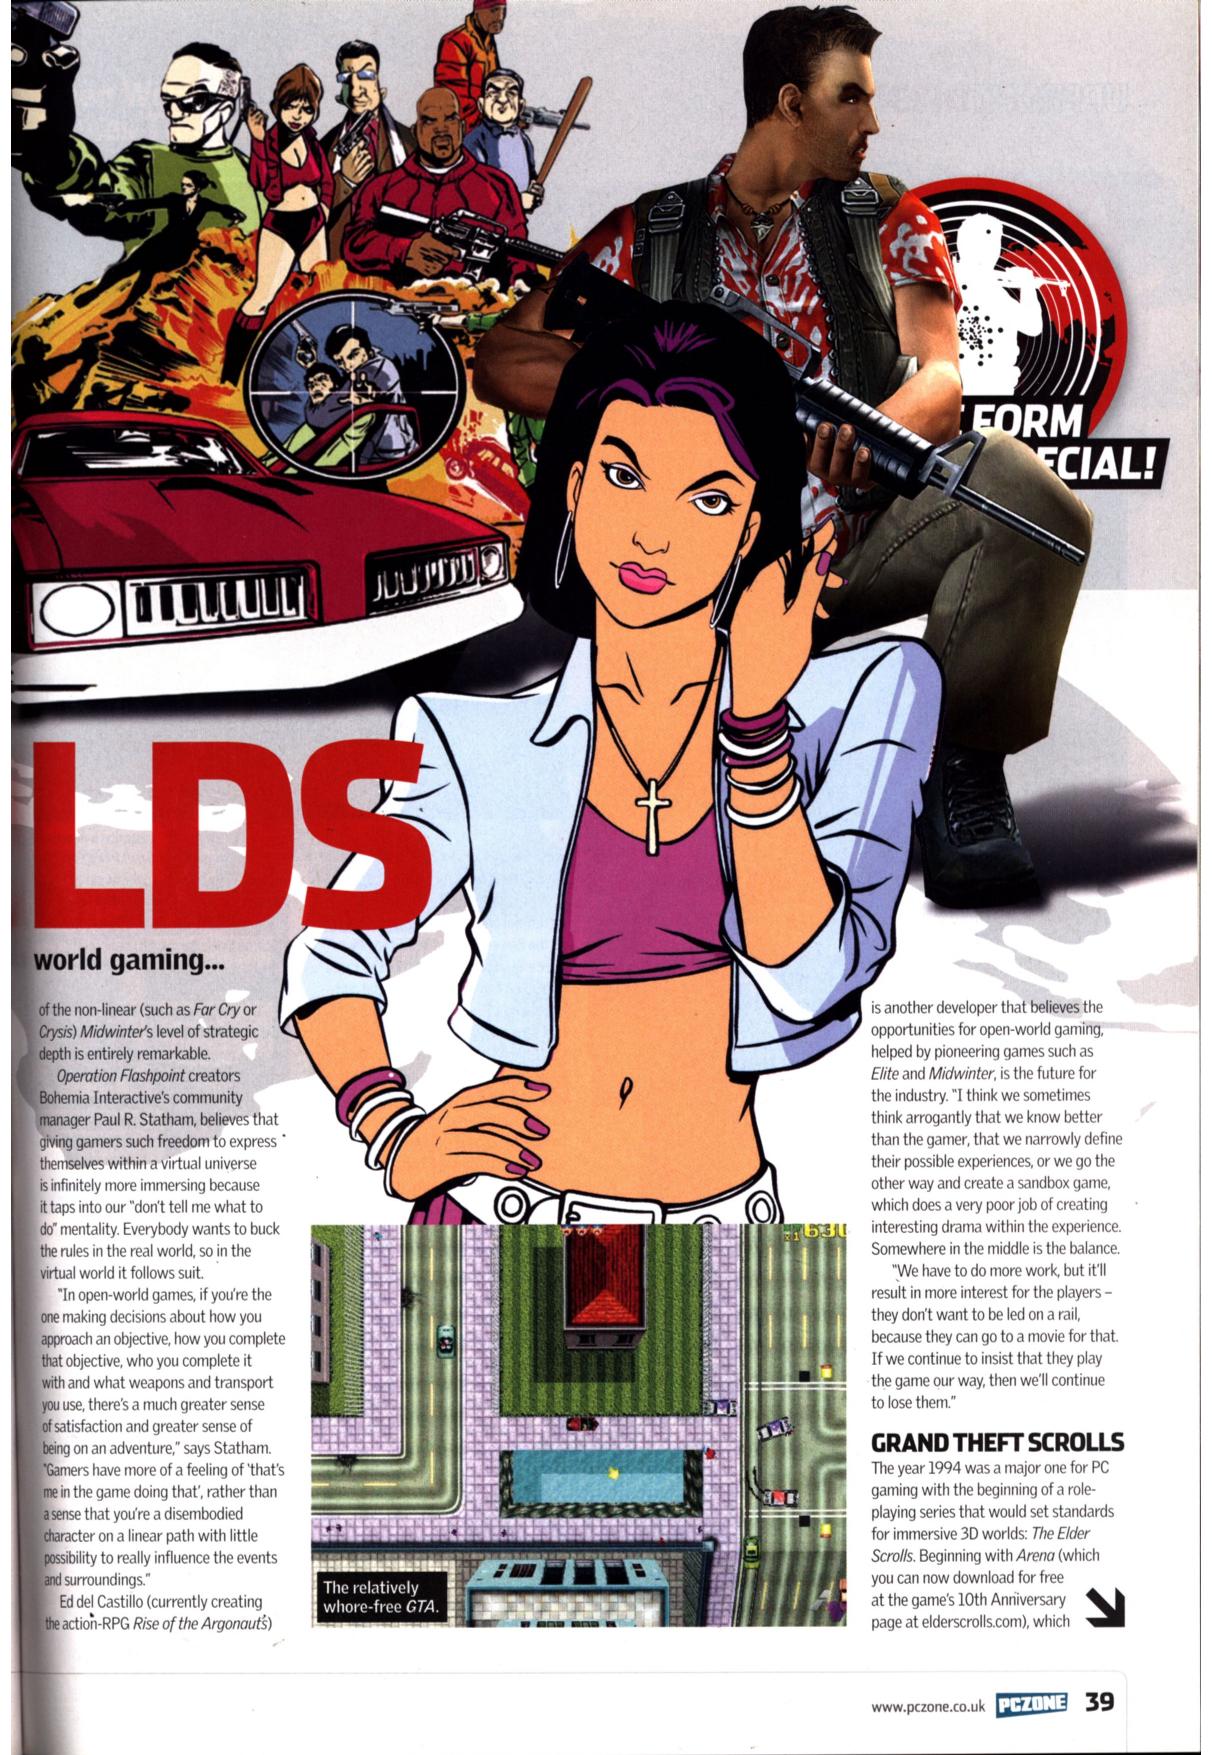 FORM
ECIAL!
LDS
world gaming...
of the non-linear (such as Far Cry or
Crysis) Midwinter's level of strategic
depth is entirely remarkable.
Operation Flashpoint creators
Bohemia Interactive's community
manager Paul R. Statham, believes that
giving gamers such freedom to express
themselves within a virtual universe
is infinitely more immersing because
it taps into our "don't tell me what to
do" mentality. Everybody wants to buck
the rules in the real world, so in the
virtual world it follows suit.
"In open-world games, if you're the
one making decisions about how you
approach an objective, how you complete
that objective, who you complete it
with and what weapons and transport
you use, there's a much greater sense
of satisfaction and greater sense of
being on an adventure," says Statham.
"Gamers have more of a feeling of 'that's
me in the game doing that', rather than
a sense that you're a disembodied
character on a linear path with little
possibility to really influence the events
and surroundings."
Ed del Castillo (currently creating
the action-RPG Rise of the Argonauts)
x1 630
The relatively
whore-free GTA.
is another developer that believes the
opportunities for open-world gaming,
helped by pioneering games such as
Elite and Midwinter, is the future for
the industry. "I think we sometimes
think arrogantly that we know better
than the gamer, that we narrowly define
their possible experiences, or we go the
other way and create a sandbox game,
which does a very poor job of creating
interesting drama within the experience.
Somewhere in the middle is the balance.
"We have to do more work, but it'll
result in more interest for the players –
they don't want to be led on a rail,
because they can go to a movie for that.
If we continue to insist that they play
the game our way, then we'll continue
to lose them."
GRAND THEFT SCROLLS
The year 1994 was a major one for PC
gaming with the beginning of a role-
playing series that would set standards
for immersive 3D worlds: The Elder
Scrolls. Beginning with Arena (which
you can now download for free
at the game's 10th Anniversary
page at elderscrolls.com), which
www.pczone.co.uk PCZONE 39